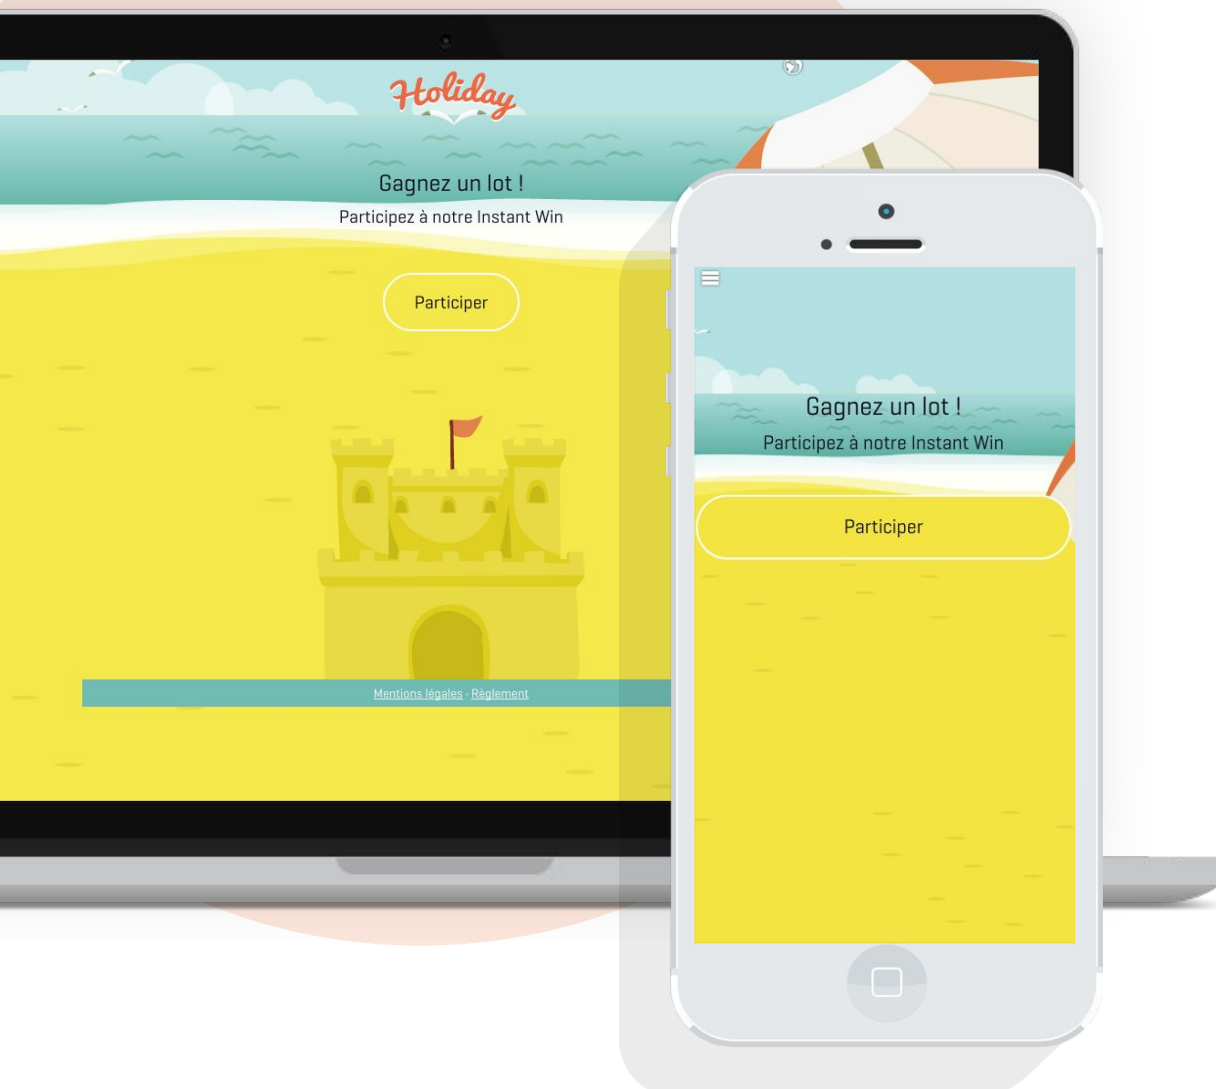 Holiday
Gagnez un lot !
Participez à notre Instant Win
Participer
Mentions légales - Règlement
Gagnez un lot !
Participez à notre Instant Win
Participer